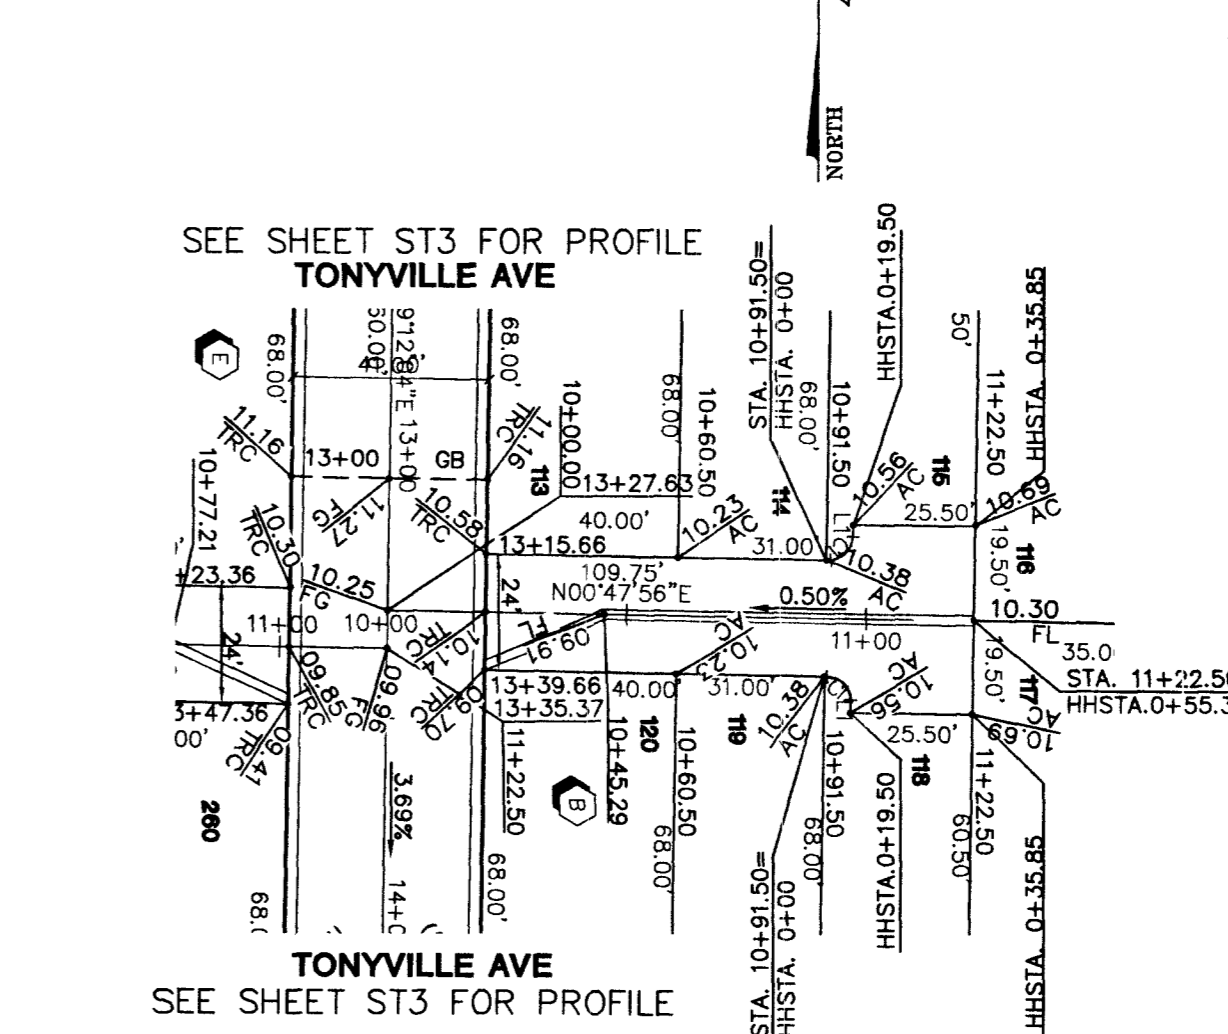 NORTH
SEE SHEET ST3 FOR PROFILE
TONYVILLE AVE
STA. 10+91.50=
HHSTA. 0+00
HHSTA.0+19.50
HHSTA. 0+35.85
68.00'
68.00'
68.00'
68.00'
50'
E
11.16
TRC
13+00
GB
13+00
11.16
TRC
113
10+00.00
13+27.63
10+60.50
10+91.50
11+22.50
10+77.21
11.27
FG
10.58
TRC
40.00'
10.23
AC
114
31.00
10.56
AC
115
25.50'
10.69
AC
10.30
TRC
13+15.66
109.75'
N00°47'56"E
10.38
AC
19.50'
116
+23.36
10.25
FG
24'
0.50%
10.30
FL
35.0
11+00
10+00
10.14
TRC
09.91
FL
11+00
24'
09.85
TRC
09.96
FG
09.70
TRC
13+39.66
13+35.37
40.00'
10.23
AC
31.00'
10.38
AC
10.56
AC
19.50'
117
10.69
AC
STA. 11+22.50
HHSTA.0+55.3
3+47.36
00'
09.41
TRC
25.50'
118
119
120
260
3.69%
11+22.50
B
10+45.29
10+60.50
10+91.50
11+22.50
68.00'
68.00'
68.00'
60.50'
HHSTA.0+19.50
HHSTA. 0+35.85
STA. 10+91.50=
HHSTA. 0+00
TONYVILLE AVE
SEE SHEET ST3 FOR PROFILE